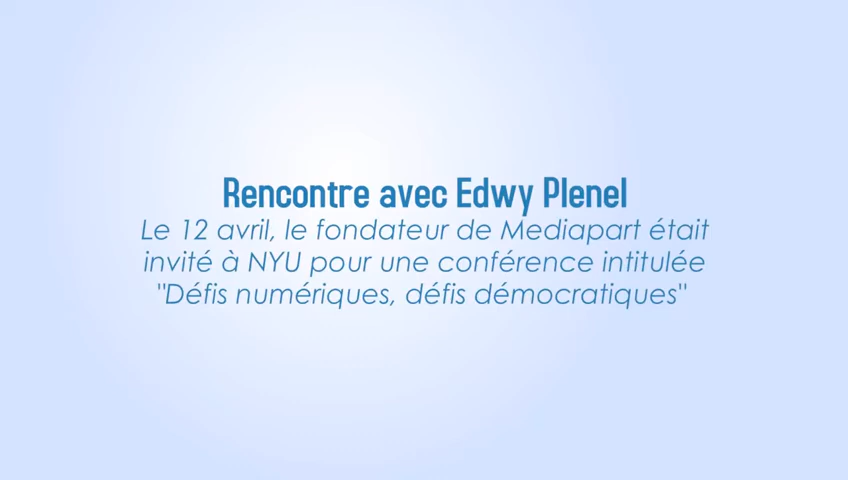 Rencontre avec Edwy Plenel
Le 12 avril, le fondateur de Mediapart était
invité à NYU pour une conférence intitulée
"Défis numériques, défis démocratiques"